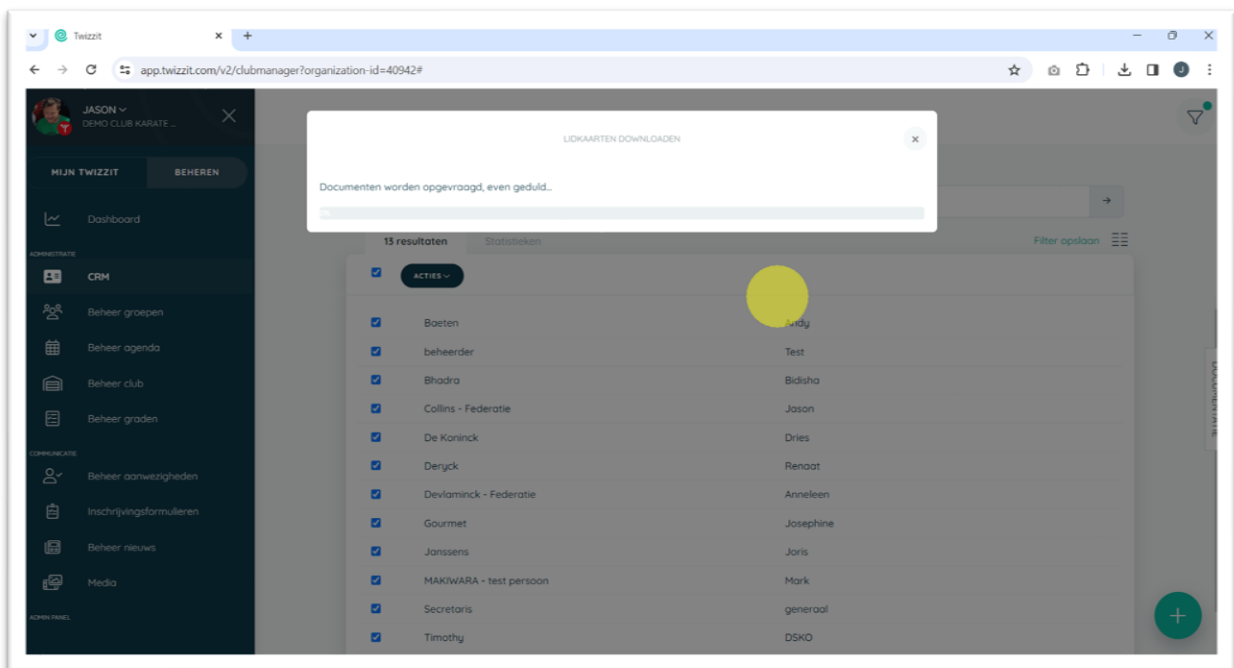 Twizzit
app.twizzit.com/v2/clubmanager?organization-id=40942#
J
JASON
DEMO CLUB KARATE ...
MIJN TWIZZIT
BEHEREN
Dashboard
ADMINISTRATIE
CRM
Beheer groepen
Beheer agenda
Beheer club
Beheer graden
COMMUNICATIE
Beheer aanwezigheden
Inschrijvingsformulieren
Beheer nieuws
Media
ADMIN PANEL
LIDKAARTEN DOWNLOADEN
Documenten worden opgevraagd, even geduld...
0%
13 resultaten
Statistieken
Filter opslaan
ACTIES
Baeten Andy
beheerder Test
Bhadra Bidisha
Collins - Federatie Jason
De Koninck Dries
Deryck Renaat
Devlaminck - Federatie Anneleen
Gourmet Josephine
Janssens Joris
MAKIWARA - test persoon Mark
Secretaris generaal
Timothy DSKO
DOCUMENTATIE